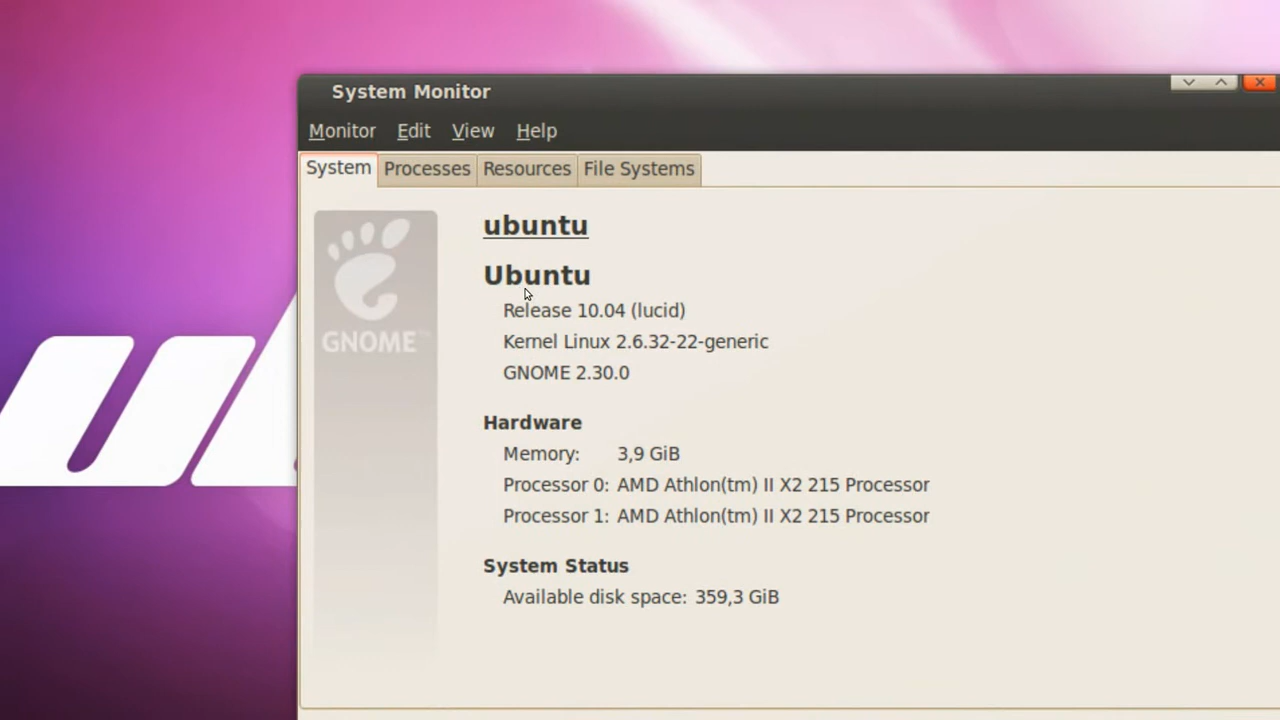 System Monitor
Monitor Edit View Help
System Processes Resources File Systems
ubuntu
Ubuntu
Release 10.04 (lucid)
Kernel Linux 2.6.32-22-generic
GNOME 2.30.0
GNOME™
Hardware
Memory: 3,9 GiB
Processor 0: AMD Athlon(tm) II X2 215 Processor
Processor 1: AMD Athlon(tm) II X2 215 Processor
System Status
Available disk space: 359,3 GiB